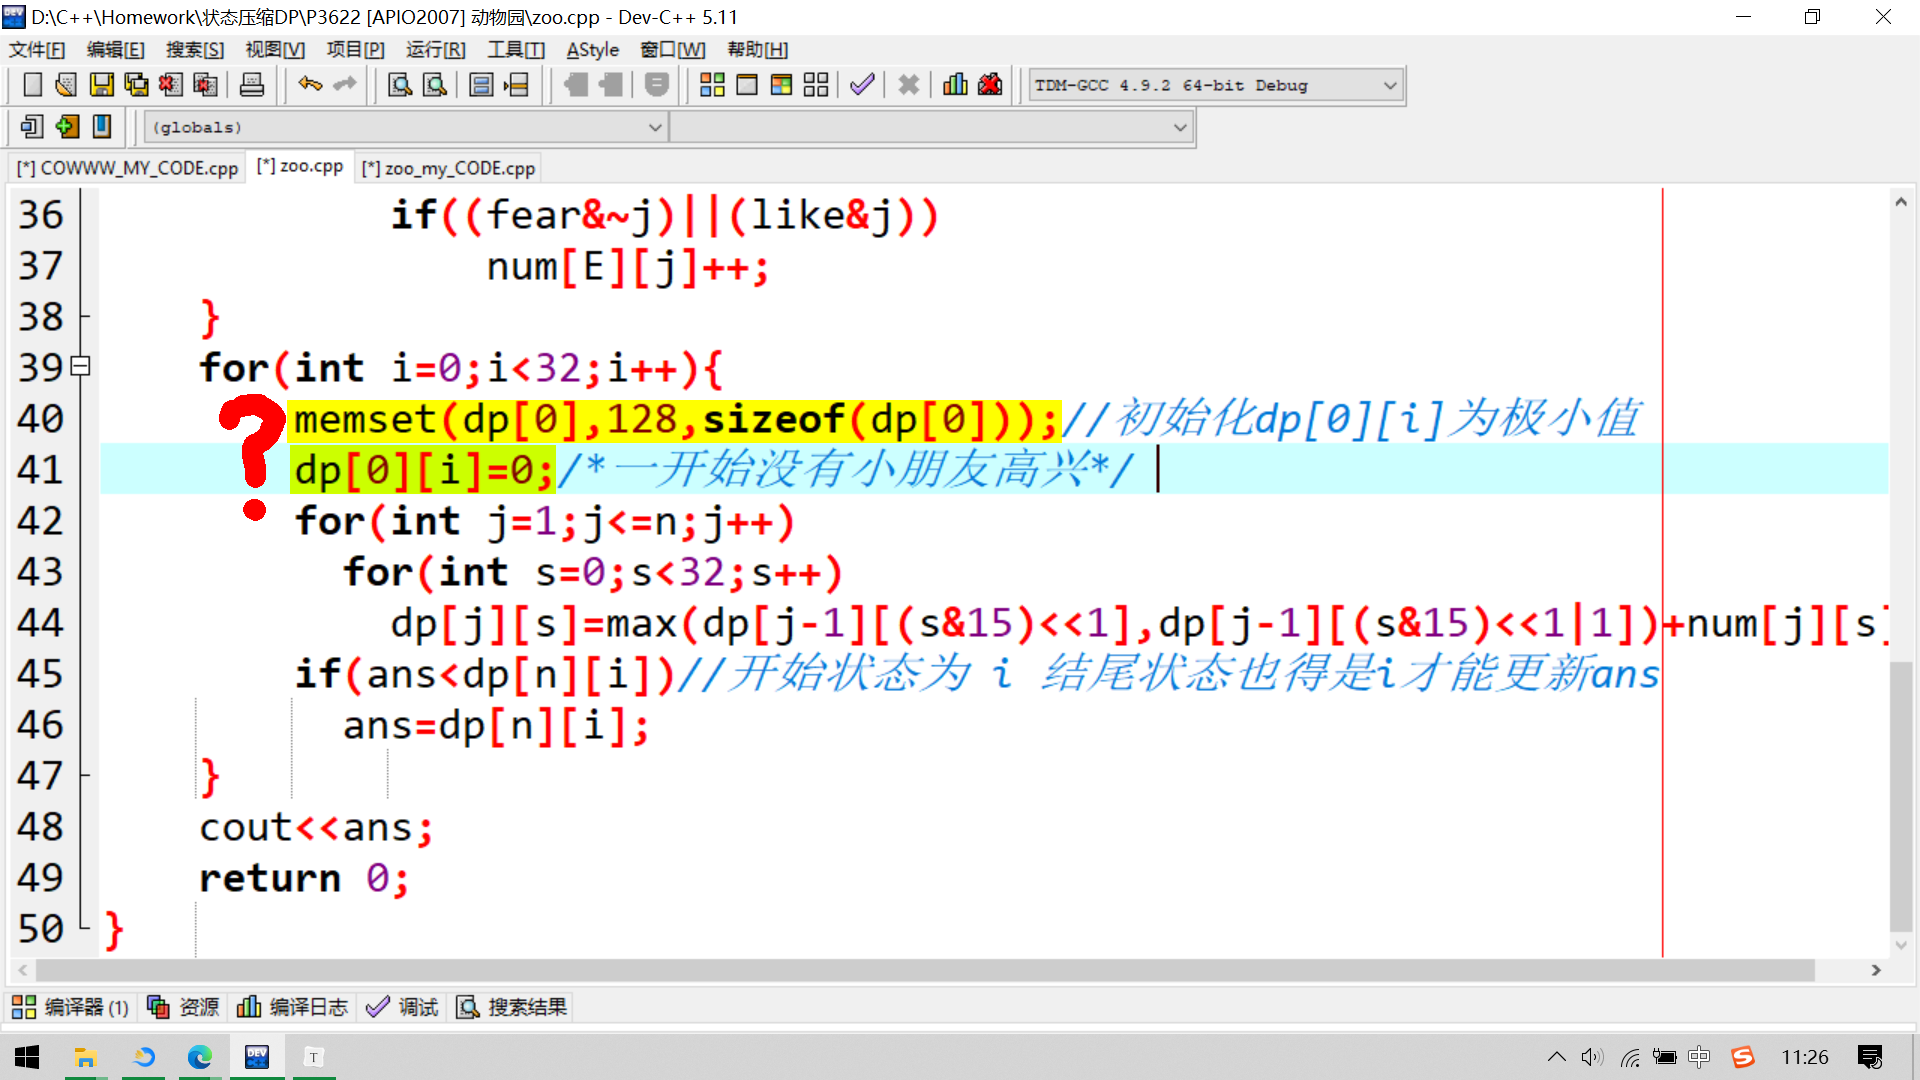 D:\C++\Homework\状态压缩DP\P3622 [APIO2007] 动物园\zoo.cpp - Dev-C++ 5.11
文件[F] 编辑[E] 搜索[S] 视图[V] 项目[P] 运行[R] 工具[T] AStyle 窗口[W] 帮助[H]
TDM-GCC 4.9.2 64-bit Debug
(globals)
[*] COWWW_MY_CODE.cpp [*] zoo.cpp [*] zoo_my_CODE.cpp
36 if((fear&~j)||(like&j))
37 num[E][j]++;
38 }
39 for(int i=0;i<32;i++){
40 ? memset(dp[0],128,sizeof(dp[0]));//初始化dp[0][i]为极小值
41 dp[0][i]=0;/*一开始没有小朋友高兴*/
42 for(int j=1;j<=n;j++)
43 for(int s=0;s<32;s++)
44 dp[j][s]=max(dp[j-1][(s&15)<<1],dp[j-1][(s&15)<<1|1])+num[j][s]
45 if(ans<dp[n][i])//开始状态为 i 结尾状态也得是i才能更新ans
46 ans=dp[n][i];
47 }
48 cout<<ans;
49 return 0;
50 }
编译器 (1) 资源 编译日志 调试 搜索结果
DEV T 中 S 11:26